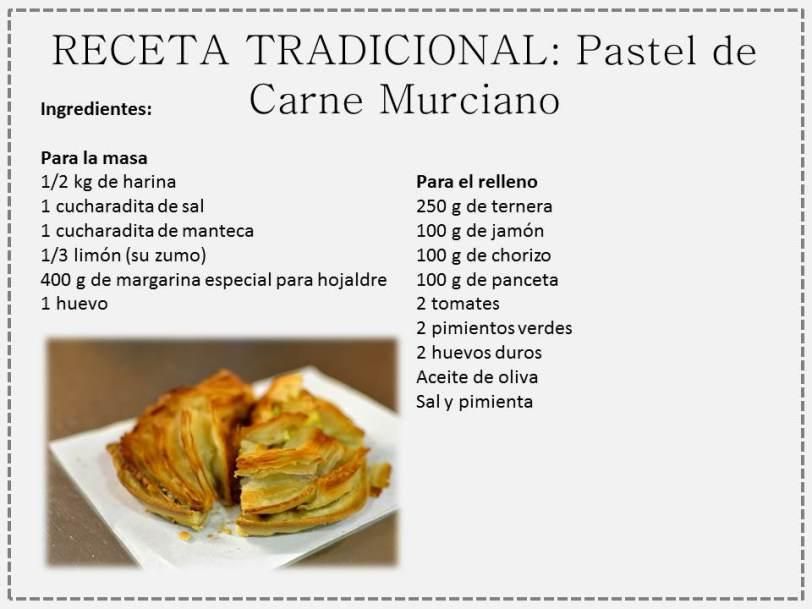 RECETA TRADICIONAL: Pastel de
Carne Murciano
Ingredientes:
Para la masa
1/2 kg de harina
1 cucharadita de sal
1 cucharadita de manteca
1/3 limón (su zumo)
400 g de margarina especial para hojaldre
1 huevo
Para el relleno
250 g de ternera
100 g de jamón
100 g de chorizo
100 g de panceta
2 tomates
2 pimientos verdes
2 huevos duros
Aceite de oliva
Sal y pimienta